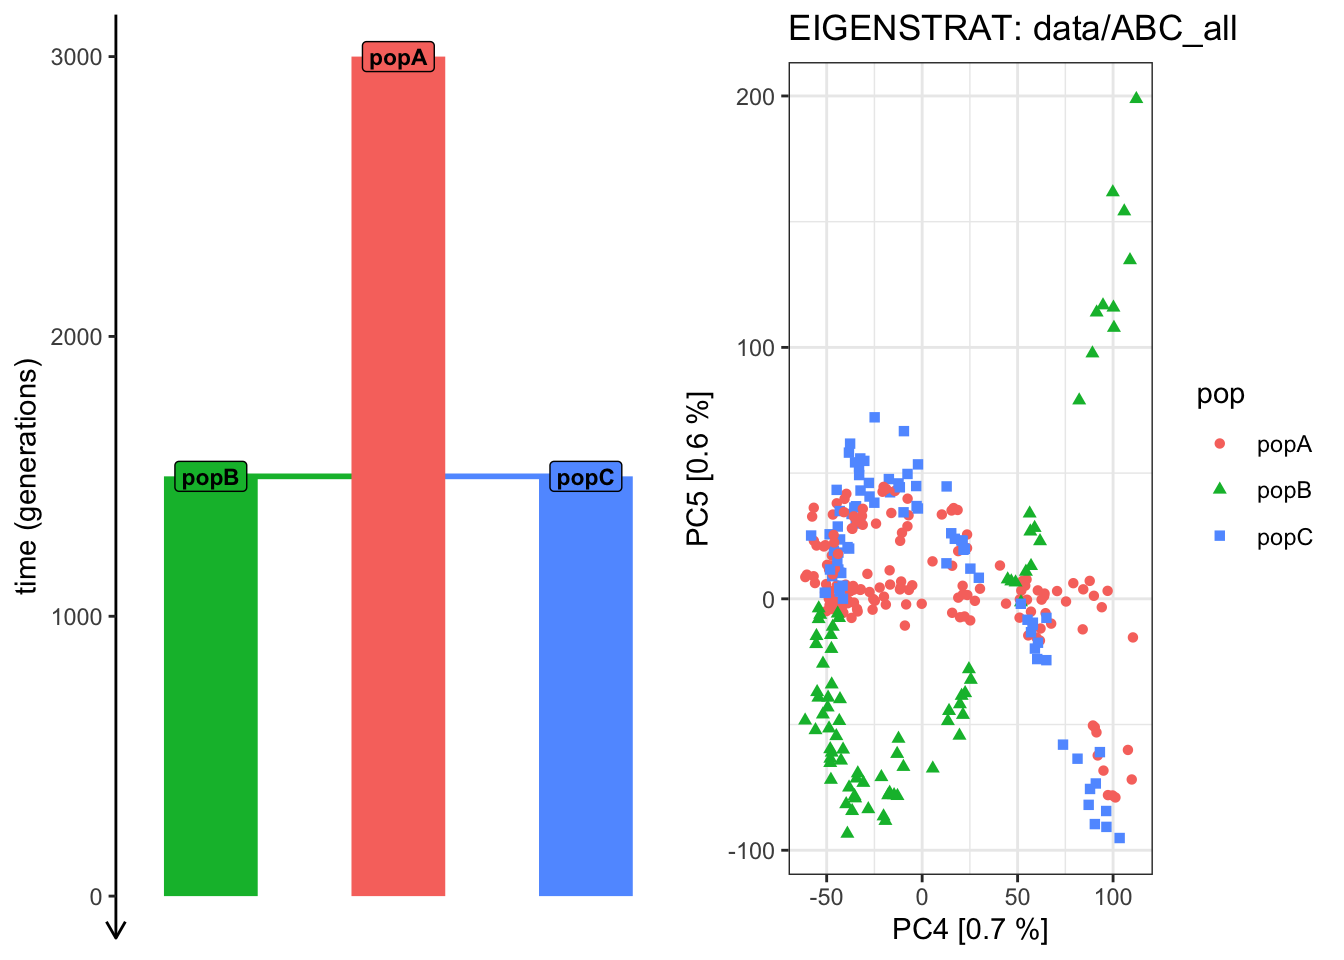 time (generations)
3000
2000
1000
0
popA
popB
popC
EIGENSTRAT: data/ABC_all
PC5 [0.6 %]
200
100
0
-100
-50
0
50
100
PC4 [0.7 %]
pop
popA
popB
popC